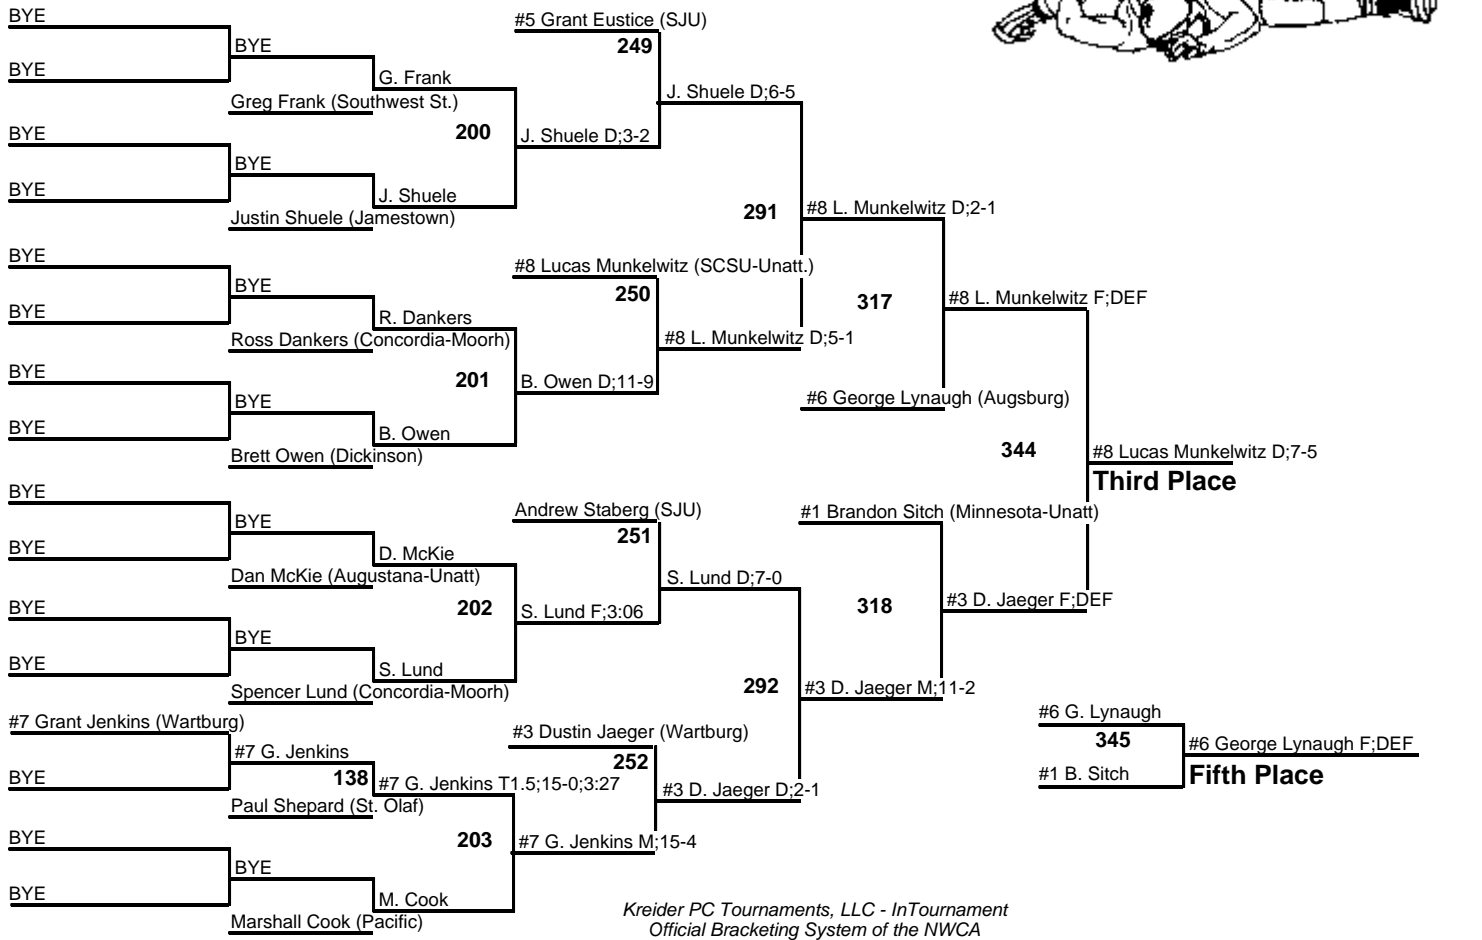 BYE
#5 Grant Eustice (SJU)
BYE
249
BYE
G. Frank
J. Shuele D;6-5
Greg Frank (Southwest St.)
BYE
200
J. Shuele D;3-2
BYE
BYE
J. Shuele
291
#8 L. Munkelwitz D;2-1
Justin Shuele (Jamestown)
BYE
#8 Lucas Munkelwitz (SCSU-Unatt.)
BYE
250
317
#8 L. Munkelwitz F;DEF
BYE
R. Dankers
Ross Dankers (Concordia-Moorh)
#8 L. Munkelwitz D;5-1
BYE
201
B. Owen D;11-9
BYE
#6 George Lynaugh (Augsburg)
BYE
B. Owen
344
#8 Lucas Munkelwitz D;7-5
Brett Owen (Dickinson)
Third Place
BYE
Andrew Staberg (SJU)
#1 Brandon Sitch (Minnesota-Unatt)
BYE
251
BYE
D. McKie
Dan McKie (Augustana-Unatt)
S. Lund D;7-0
BYE
202
S. Lund F;3:06
318
#3 D. Jaeger F;DEF
BYE
BYE
S. Lund
292
#3 D. Jaeger M;11-2
Spencer Lund (Concordia-Moorh)
#7 Grant Jenkins (Wartburg)
#3 Dustin Jaeger (Wartburg)
#6 G. Lynaugh
#7 G. Jenkins
252
345
#6 George Lynaugh F;DEF
BYE
138
#7 G. Jenkins T1.5;15-0;3:27
#3 D. Jaeger D;2-1
#1 B. Sitch
Fifth Place
Paul Shepard (St. Olaf)
BYE
203
#7 G. Jenkins M;15-4
BYE
BYE
M. Cook
Marshall Cook (Pacific)
Kreider PC Tournaments, LLC - InTournament
Official Bracketing System of the NWCA